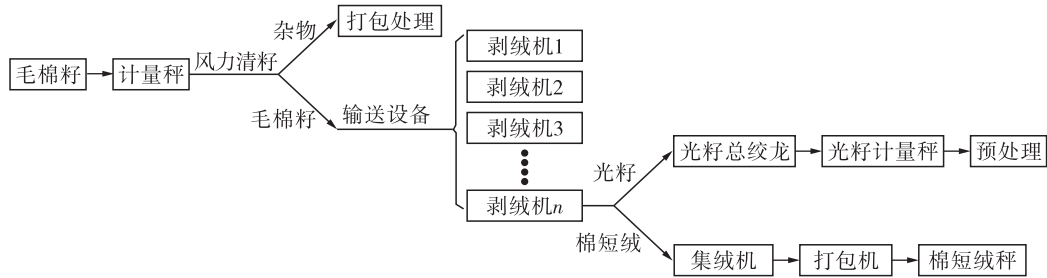 毛棉籽
计量秤
风力清籽
杂物
打包处理
毛棉籽
输送设备
剥绒机1
剥绒机2
剥绒机3
剥绒机n
光籽
光籽总绞龙
光籽计量秤
预处理
棉短绒
集绒机
打包机
棉短绒秤